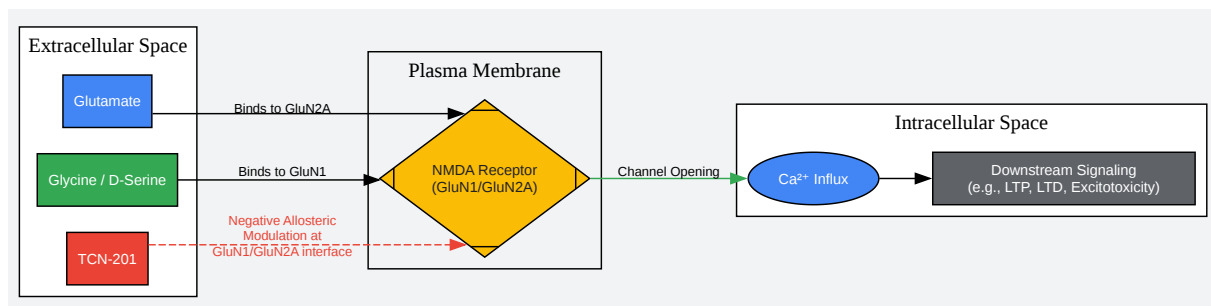 Extracellular Space
Glutamate
Glycine / D-Serine
TCN-201
Binds to GluN2A
Binds to GluN1
Negative Allosteric
Modulation at
GluN1/GluN2A interface
Plasma Membrane
NMDA Receptor
(GluN1/GluN2A)
Channel Opening
Intracellular Space
Ca²⁺ Influx
Downstream Signaling
(e.g., LTP, LTD, Excitotoxicity)